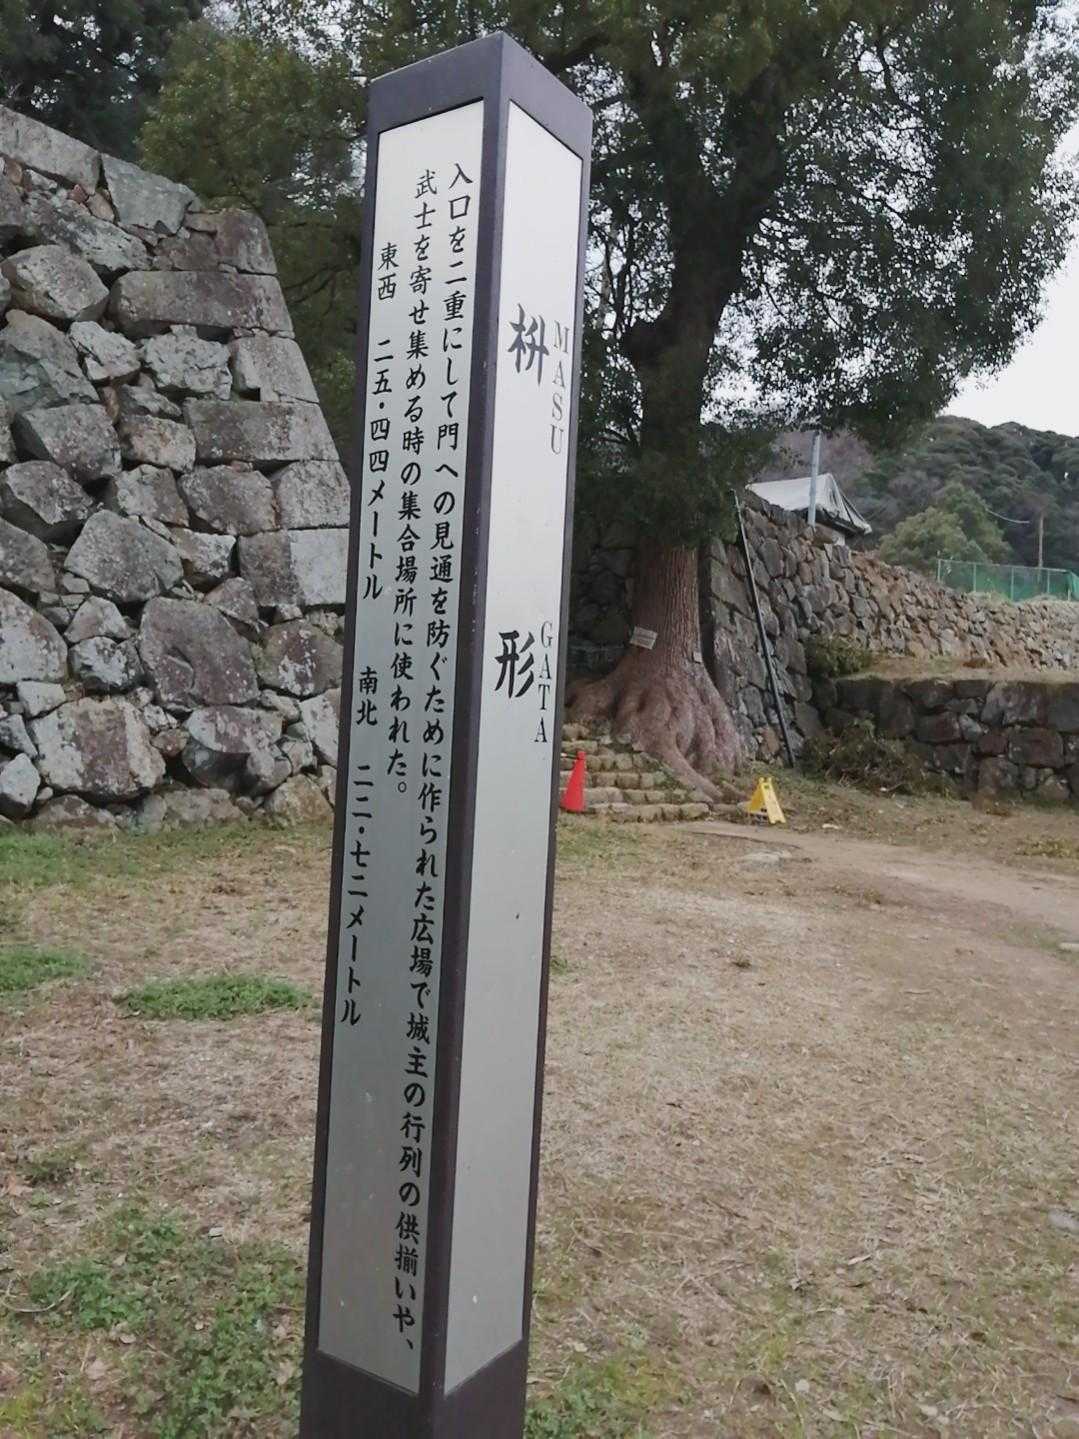 枡形
MASU GATA
入口を二重にして門への見通を防ぐために作られた広場で城主の行列の供揃いや、
武士を寄せ集める時の集合場所に使われた。
東西 二五・四四メートル 南北 二二・七二メートル